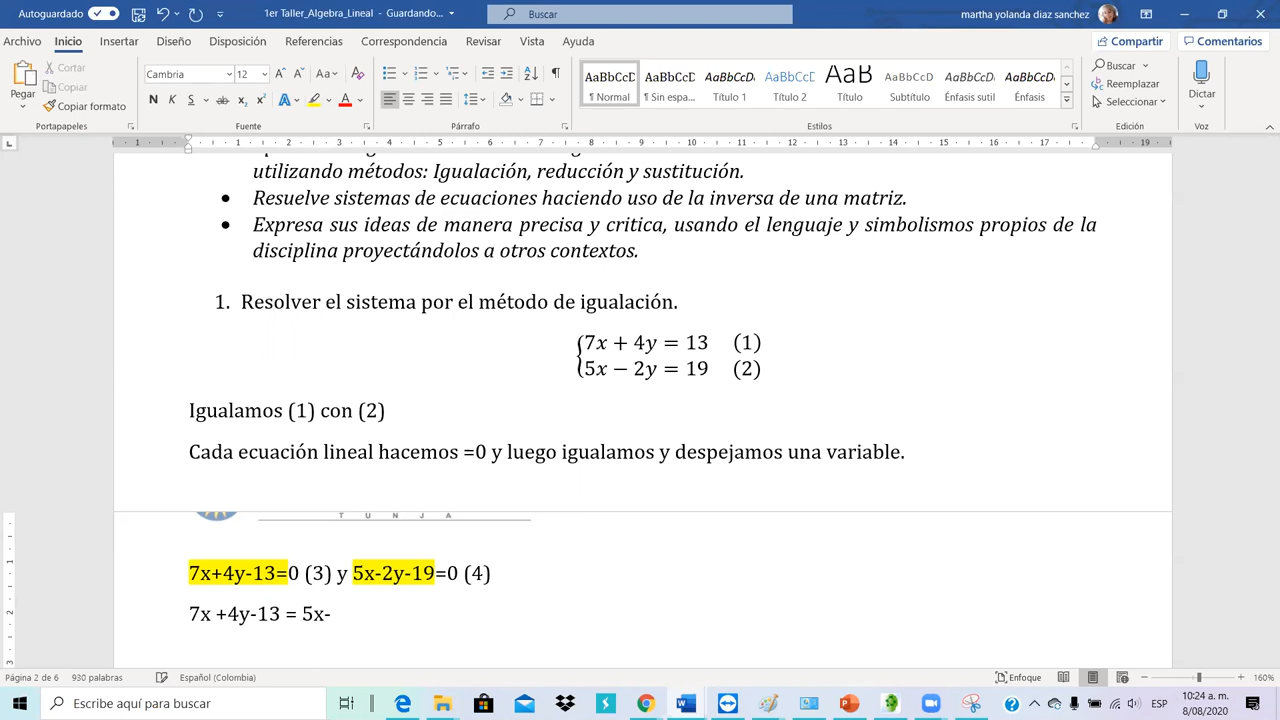 Autoguardado
Buscar
martha yolanda diaz sanchez
Archivo Inicio Insertar Diseño Disposición Referencias Correspondencia Revisar Vista Ayuda
Compartir Comentarios
Pegar
Cortar
Copiar
Copiar formato
Portapapeles
Cambria 12
N K S ab x₂ x² A A
Fuente
Párrafo
AaBbCcD AaBbCcD AaBbCcD AaBbCcD AaB AaBbCcD AaBbCcD AaBbCcD
¶ Normal ¶ Sin espa... Título 1 Título 2 Título Subtítulo Énfasis sutil Énfasis
Estilos
Buscar
Reemplazar
Seleccionar
Edición
Dictar
Voz
utilizando métodos: Igualación, reducción y sustitución.
• Resuelve sistemas de ecuaciones haciendo uso de la inversa de una matriz.
• Expresa sus ideas de manera precisa y critica, usando el lenguaje y simbolismos propios de la
disciplina proyectándolos a otros contextos.
1. Resolver el sistema por el método de igualación.
7x + 4y = 13 (1)
5x − 2y = 19 (2)
Igualamos (1) con (2)
Cada ecuación lineal hacemos =0 y luego igualamos y despejamos una variable.
T U N J A
7x+4y-13=0 (3) y 5x-2y-19=0 (4)
7x +4y-13 = 5x-
Página 2 de 6 930 palabras Español (Colombia) Enfoque 160%
Escribe aquí para buscar
ESP
10:24 a. m.
8/08/2020